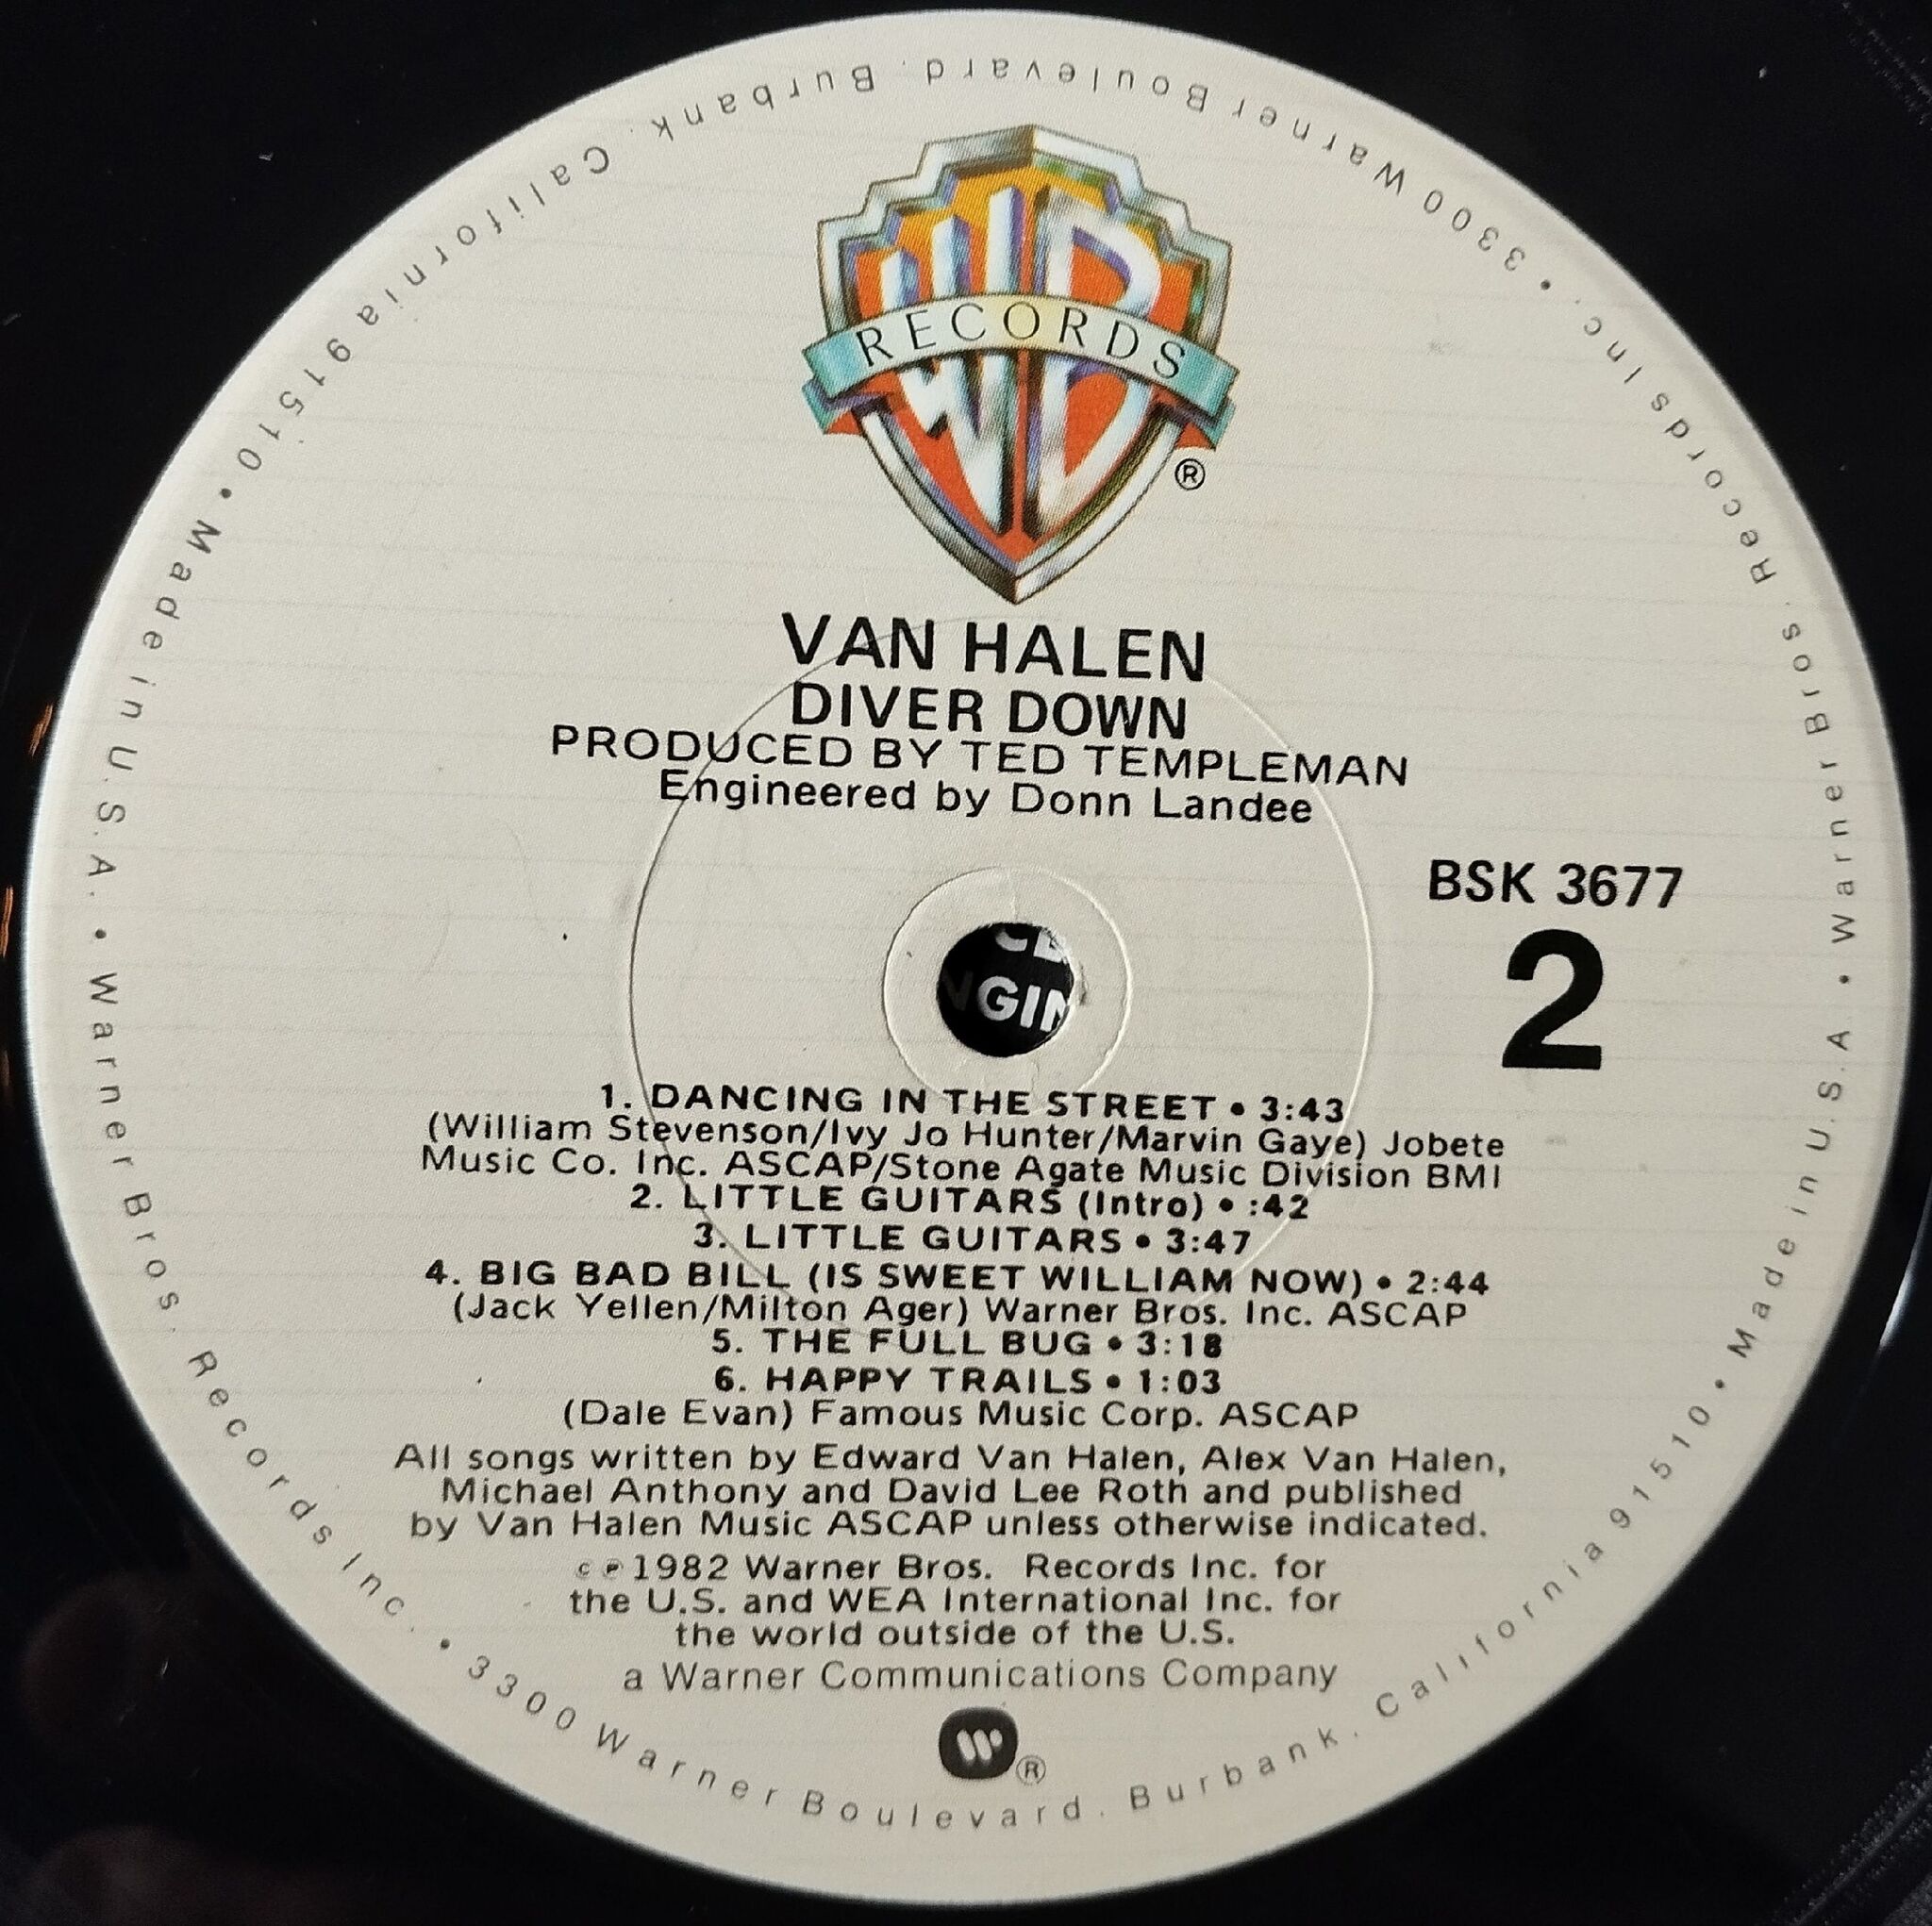 WB
RECORDS
®
VAN HALEN
DIVER DOWN
PRODUCED BY TED TEMPLEMAN
Engineered by Donn Landee
BSK 3677
2
GIN
1. DANCING IN THE STREET • 3:43
(William Stevenson/Ivy Jo Hunter/Marvin Gaye) Jobete
Music Co. Inc. ASCAP/Stone Agate Music Division BMI
2. LITTLE GUITARS (Intro) • :42
3. LITTLE GUITARS • 3:47
4. BIG BAD BILL (IS SWEET WILLIAM NOW) • 2:44
(Jack Yellen/Milton Ager) Warner Bros. Inc. ASCAP
5. THE FULL BUG • 3:18
6. HAPPY TRAILS • 1:03
(Dale Evan) Famous Music Corp. ASCAP
All songs written by Edward Van Halen, Alex Van Halen,
Michael Anthony and David Lee Roth and published
by Van Halen Music ASCAP unless otherwise indicated.
© ℗ 1982 Warner Bros. Records Inc. for
the U.S. and WEA International Inc. for
the world outside of the U.S.
a Warner Communications Company
®
• Warner Bros. Records Inc. • 3300 Warner Boulevard. Burbank. California 91510 • Made in U.S.A. • Warner Bros. Records Inc. • 3300 Warner Boulevard. Burbank. California 91510 • Made in U.S.A.